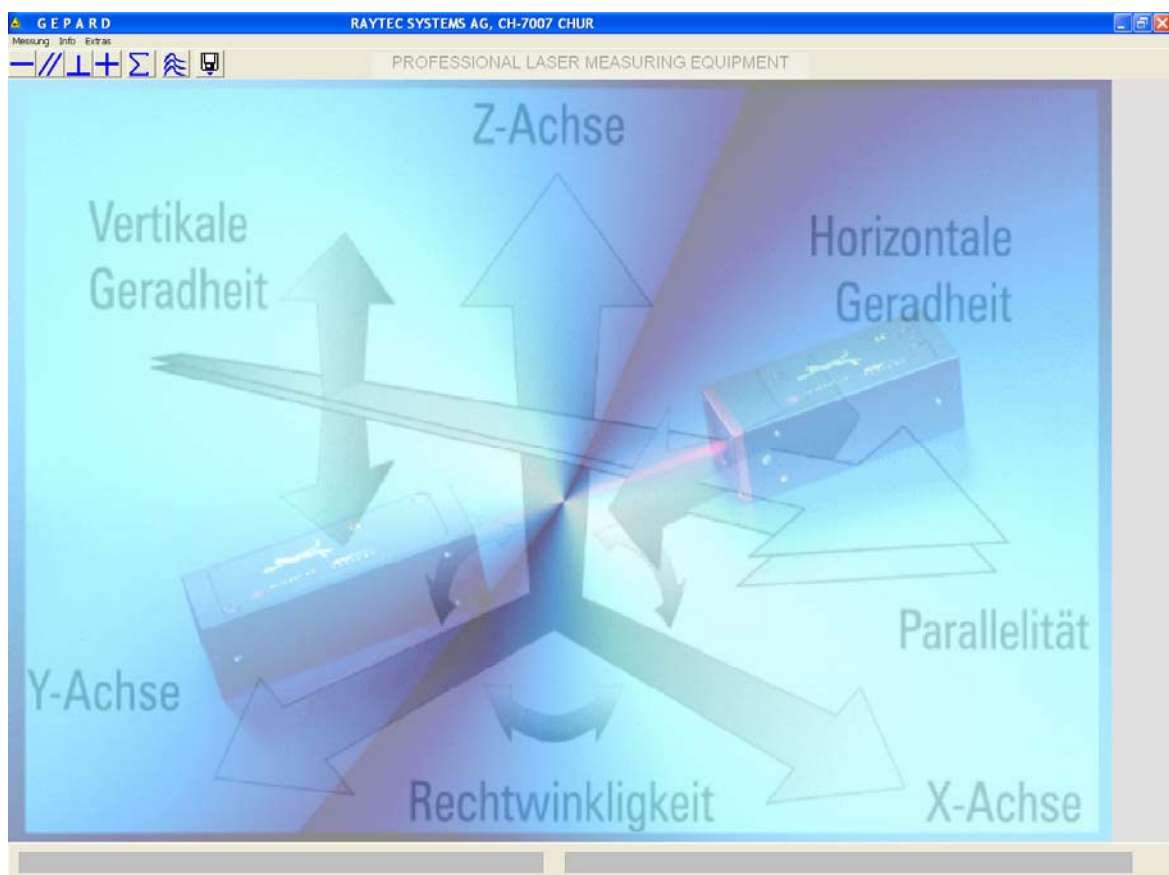 GEPARD RAYTEC SYSTEMS AG, CH-7007 CHUR
Messung Info Extras
PROFESSIONAL LASER MEASURING EQUIPMENT
Z-Achse
Vertikale
Geradheit
Horizontale
Geradheit
Parallelität
Y-Achse
Rechtwinkligkeit
X-Achse